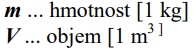 m ... hmotnost [1 kg]
V ... objem [1 m³ ]